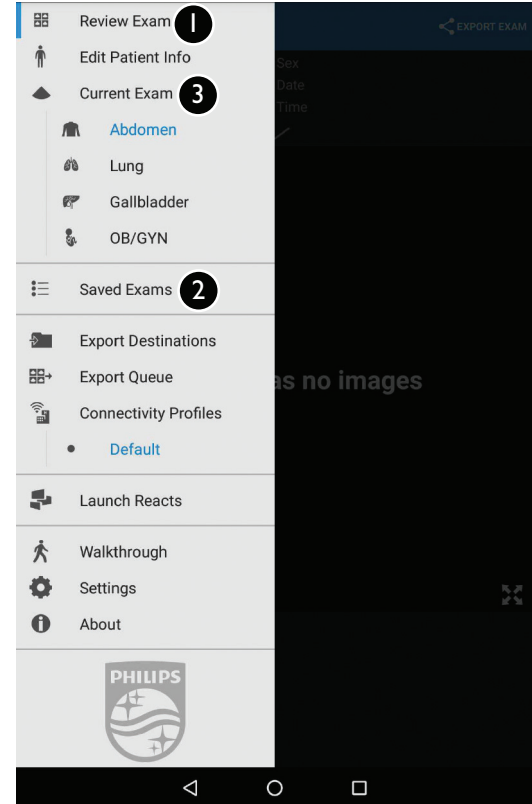 Review Exam 1
EXPORT EXAM
Edit Patient Info
Sex
Current Exam 3
Date
Time
Abdomen
Lung
Gallbladder
OB/GYN
Saved Exams 2
Export Destinations
Export Queue
as no images
Connectivity Profiles
Default
Launch Reacts
Walkthrough
Settings
About
PHILIPS